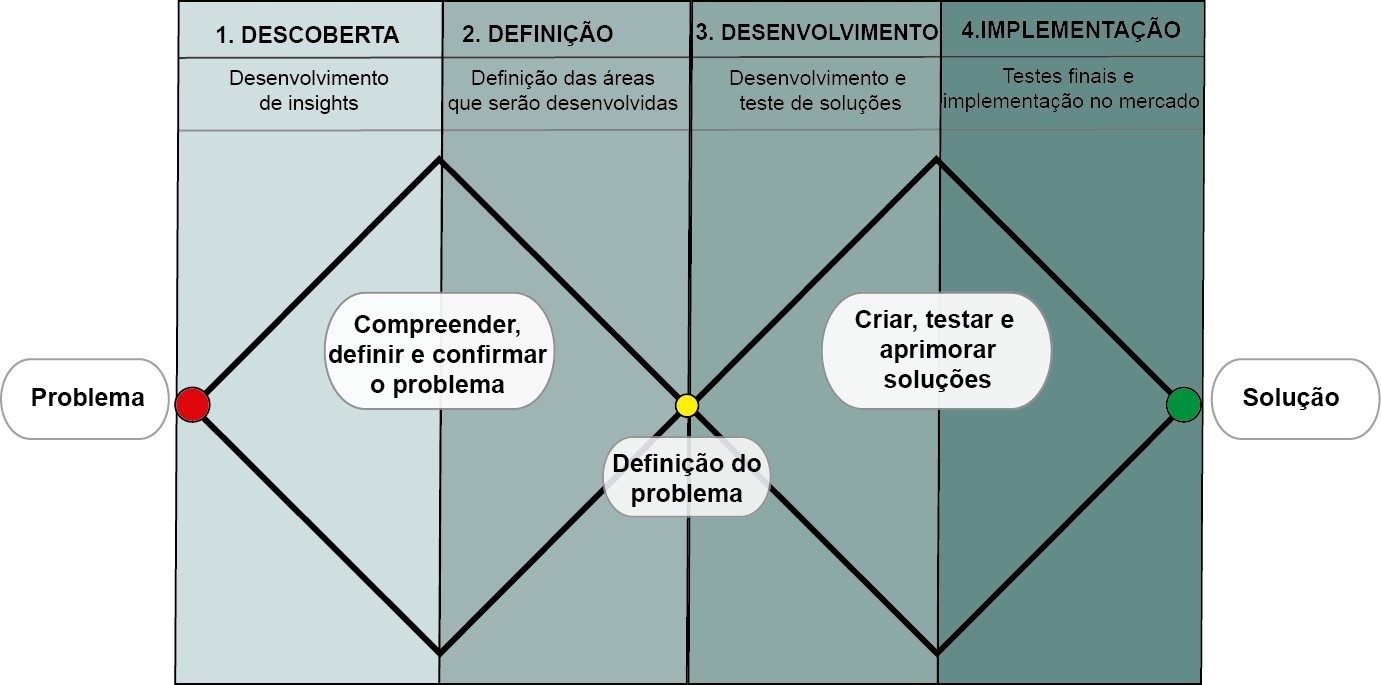 1. DESCOBERTA
2. DEFINIÇÃO
3. DESENVOLVIMENTO
4.IMPLEMENTAÇÃO
Desenvolvimento
de insights
Definição das áreas
que serão desenvolvidas
Desenvolvimento e
teste de soluções
Testes finais e
implementação no mercado
Problema
Compreender,
definir e confirmar
o problema
Definição do
problema
Criar, testar e
aprimorar
soluções
Solução